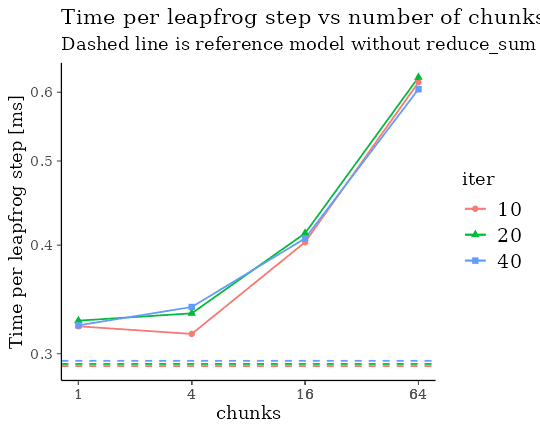 Time per leapfrog step vs number of chunks
Dashed line is reference model without reduce_sum
Time per leapfrog step [ms]
0.6
0.5
0.4
0.3
1
4
16
64
chunks
iter
10
20
40